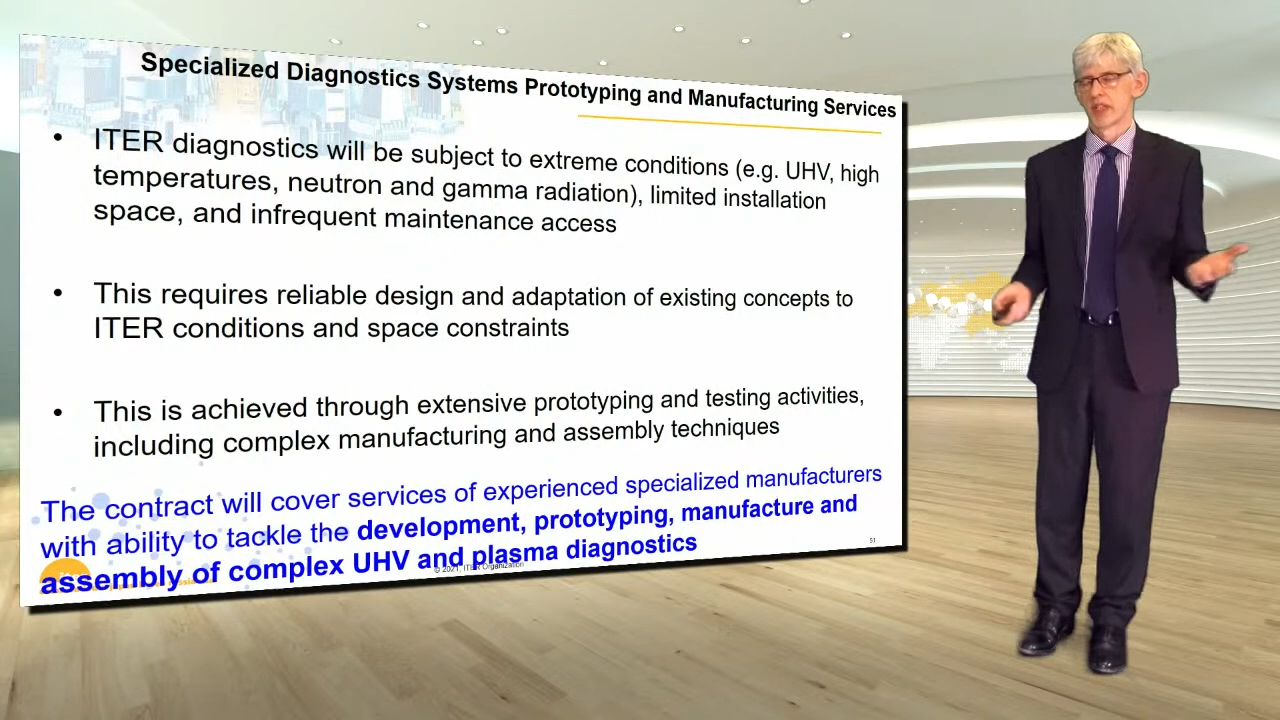 Specialized Diagnostics Systems Prototyping and Manufacturing Services
• ITER diagnostics will be subject to extreme conditions (e.g. UHV, high
temperatures, neutron and gamma radiation), limited installation
space, and infrequent maintenance access
• This requires reliable design and adaptation of existing concepts to
ITER conditions and space constraints
• This is achieved through extensive prototyping and testing activities,
including complex manufacturing and assembly techniques
The contract will cover services of experienced specialized manufacturers
with ability to tackle the development, prototyping, manufacture and
assembly of complex UHV and plasma diagnostics
© 2021, ITER Organization
51